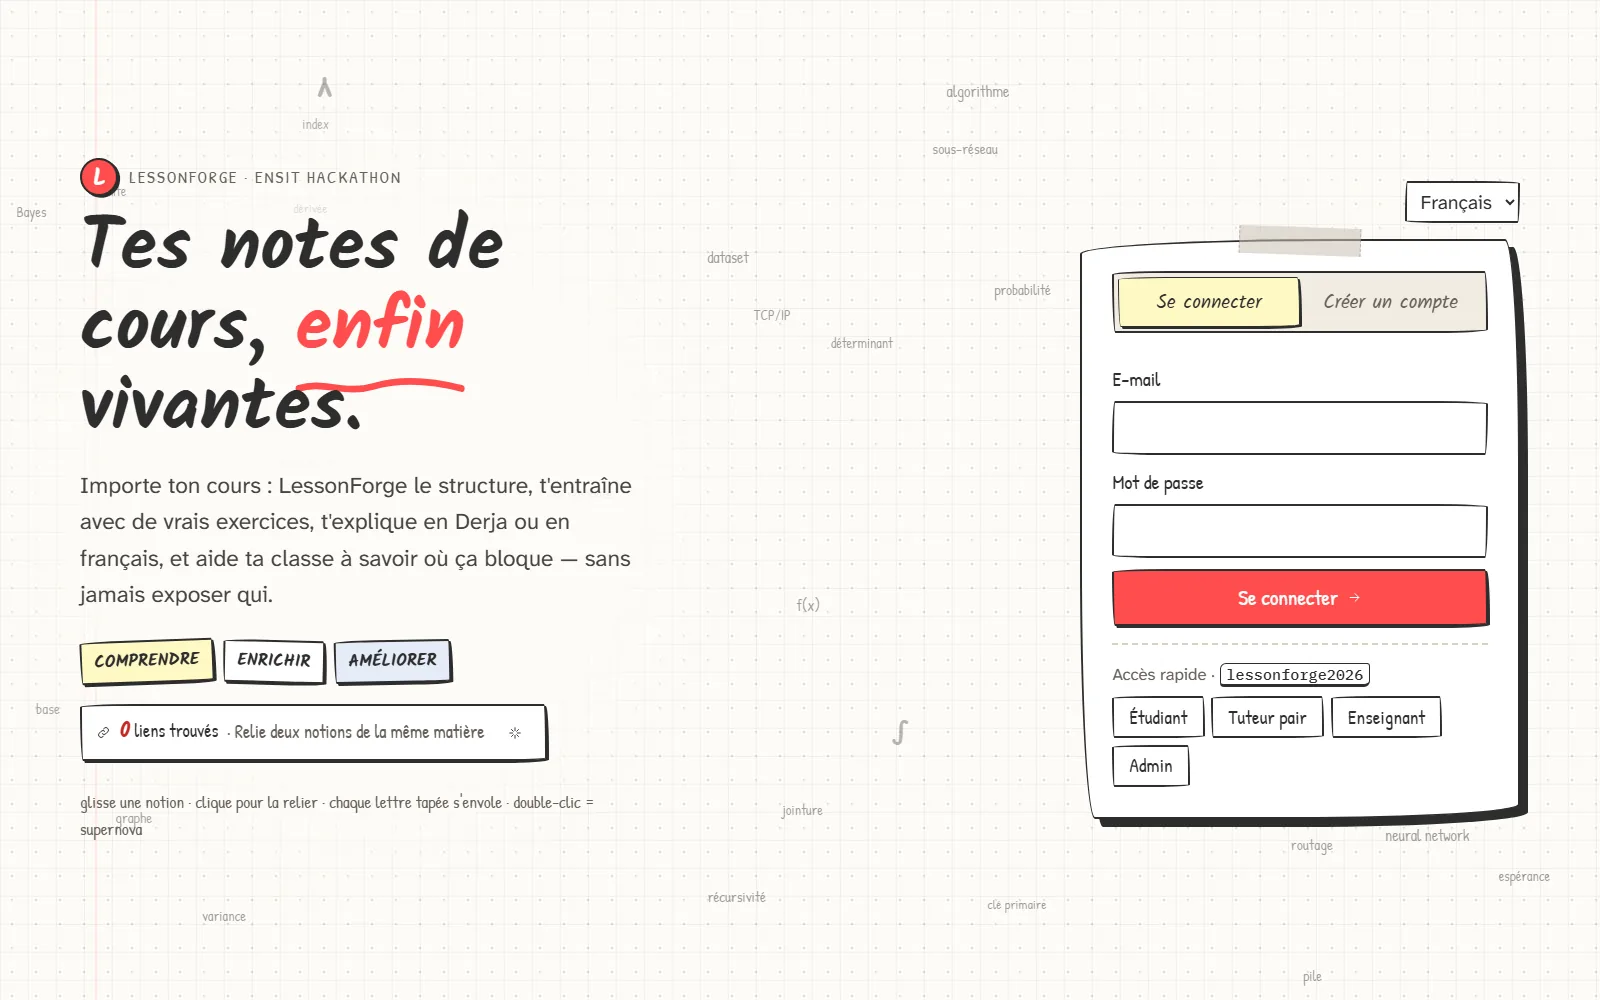 algorithme
index
sous-réseau
L LESSONFORGE · ENSIT HACKATHON
Bayes
dérivée
Tes notes de
cours, enfin
vivantes.
dataset
probabilité
TCP/IP
déterminant
Importe ton cours : LessonForge le structure, t'entraîne
avec de vrais exercices, t'explique en Derja ou en
français, et aide ta classe à savoir où ça bloque — sans
jamais exposer qui.
f(x)
COMPRENDRE ENRICHIR AMÉLIORER
base
0 liens trouvés · Relie deux notions de la même matière
∫
glisse une notion · clique pour la relier · chaque lettre tapée s'envole · double-clic =
supernova
graphe
jointure
Français
Se connecter Créer un compte
E-mail
Mot de passe
Se connecter →
Accès rapide · lessonforge2026
Étudiant Tuteur pair Enseignant
Admin
neural network
routage
espérance
récursivité
clé primaire
variance
pile